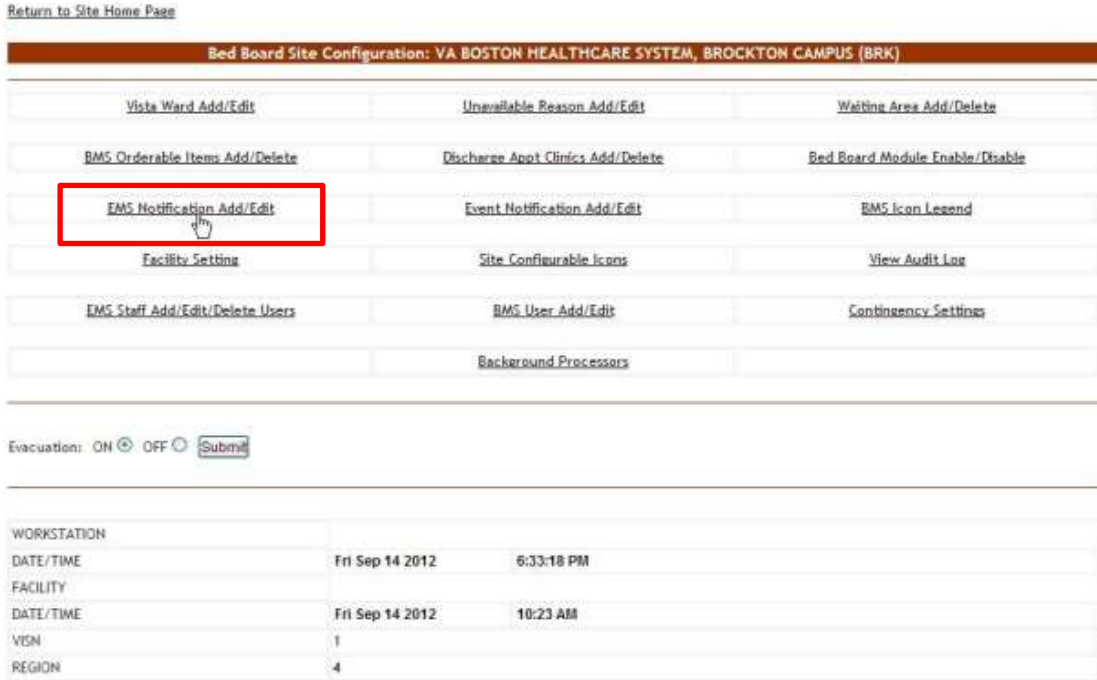 Return to Site Home Page
Bed Board Site Configuration: VA BOSTON HEALTHCARE SYSTEM, BROCKTON CAMPUS (BRK)
Vista Ward Add/Edit Unavailable Reason Add/Edit Waiting Area Add/Delete
BMS Orderable Items Add/Delete Discharge Appt Clinics Add/Delete Bed Board Module Enable/Disable
EMS Notification Add/Edit Event Notification Add/Edit BMS Icon Legend
Facility Setting Site Configurable Icons View Audit Log
EMS Staff Add/Edit/Delete Users BMS User Add/Edit Contingency Settings
Background Processors
Evacuation: ON OFF Submit
WORKSTATION
DATE/TIME Fri Sep 14 2012 6:33:18 PM
FACILITY
DATE/TIME Fri Sep 14 2012 10:23 AM
VISN 1
REGION 4